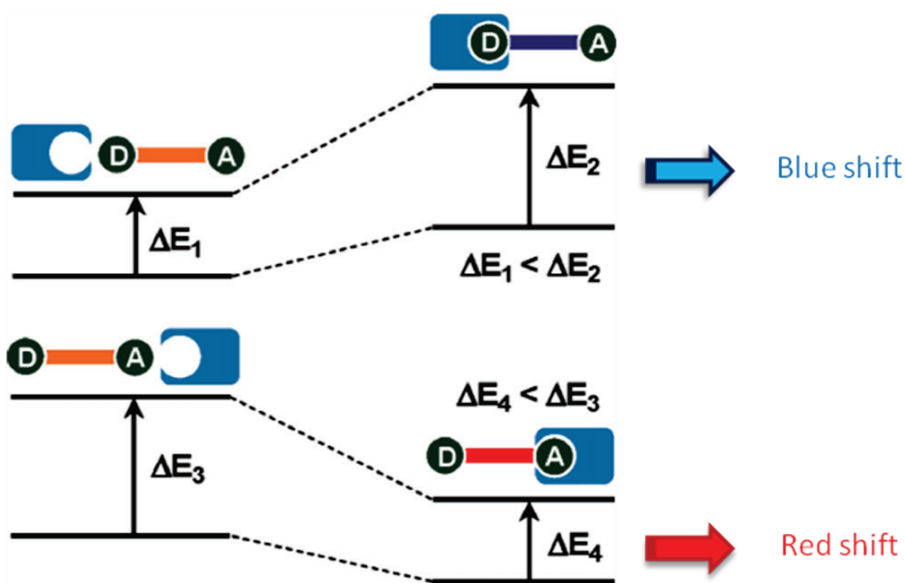 D A
D A
ΔE₂
Blue shift
ΔE₁
ΔE₁ < ΔE₂
D A
ΔE₄ < ΔE₃
D A
ΔE₃
ΔE₄
Red shift